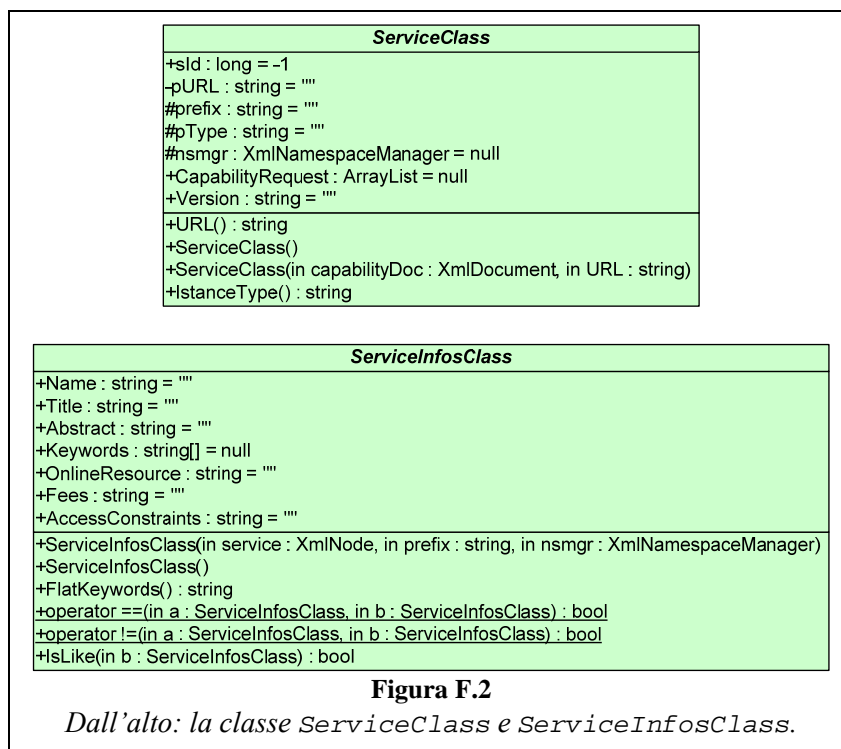 ServiceClass
+sId : long = -1
-pURL : string = ""
#prefix : string = ""
#pType : string = ""
#nsmgr : XmlNamespaceManager = null
+CapabilityRequest : ArrayList = null
+Version : string = ""
+URL() : string
+ServiceClass()
+ServiceClass(in capabilityDoc : XmlDocument, in URL : string)
+IstanceType() : string
ServiceInfosClass
+Name : string = ""
+Title : string = ""
+Abstract : string = ""
+Keywords : string[] = null
+OnlineResource : string = ""
+Fees : string = ""
+AccessConstraints : string = ""
+ServiceInfosClass(in service : XmlNode, in prefix : string, in nsmgr : XmlNamespaceManager)
+ServiceInfosClass()
+FlatKeywords() : string
+operator ==(in a : ServiceInfosClass, in b : ServiceInfosClass) : bool
+operator !=(in a : ServiceInfosClass, in b : ServiceInfosClass) : bool
+IsLike(in b : ServiceInfosClass) : bool
Figura F.2
Dall'alto: la classe ServiceClass e ServiceInfosClass.